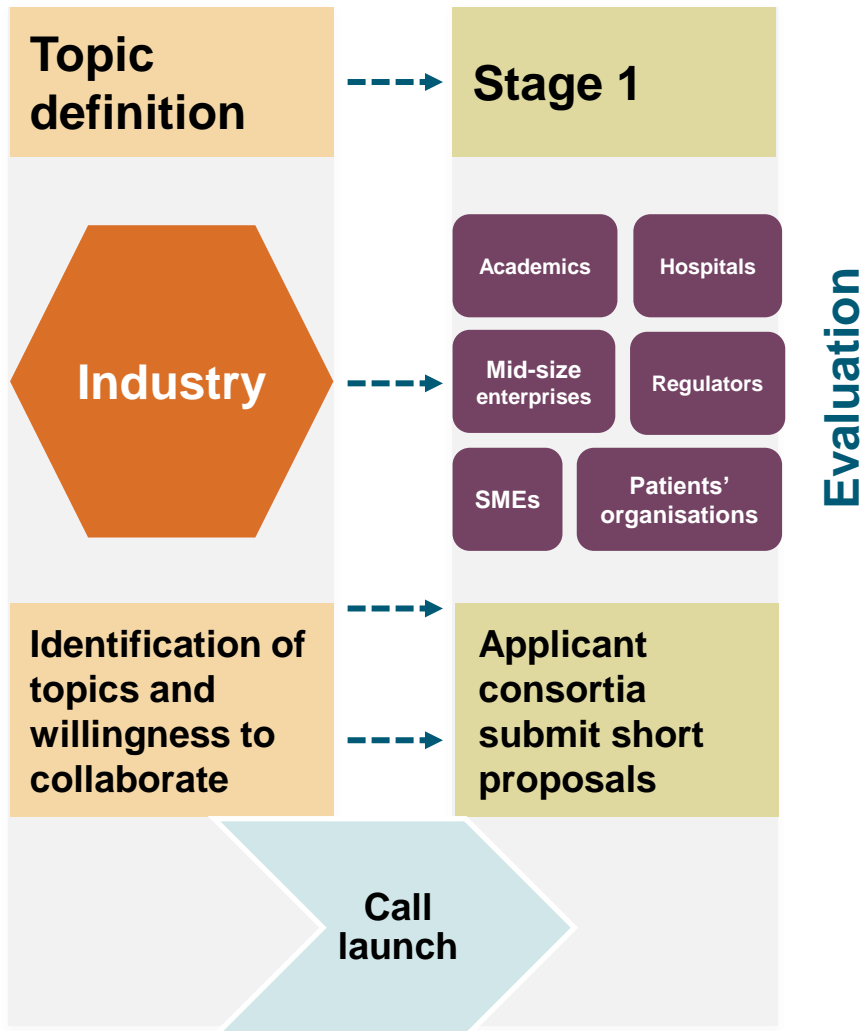 Topic
definition
Stage 1
Industry
Academics
Hospitals
Mid-size
enterprises
Regulators
SMEs
Patients'
organisations
Evaluation
Identification of
topics and
willingness to
collaborate
Applicant
consortia
submit short
proposals
Call
launch